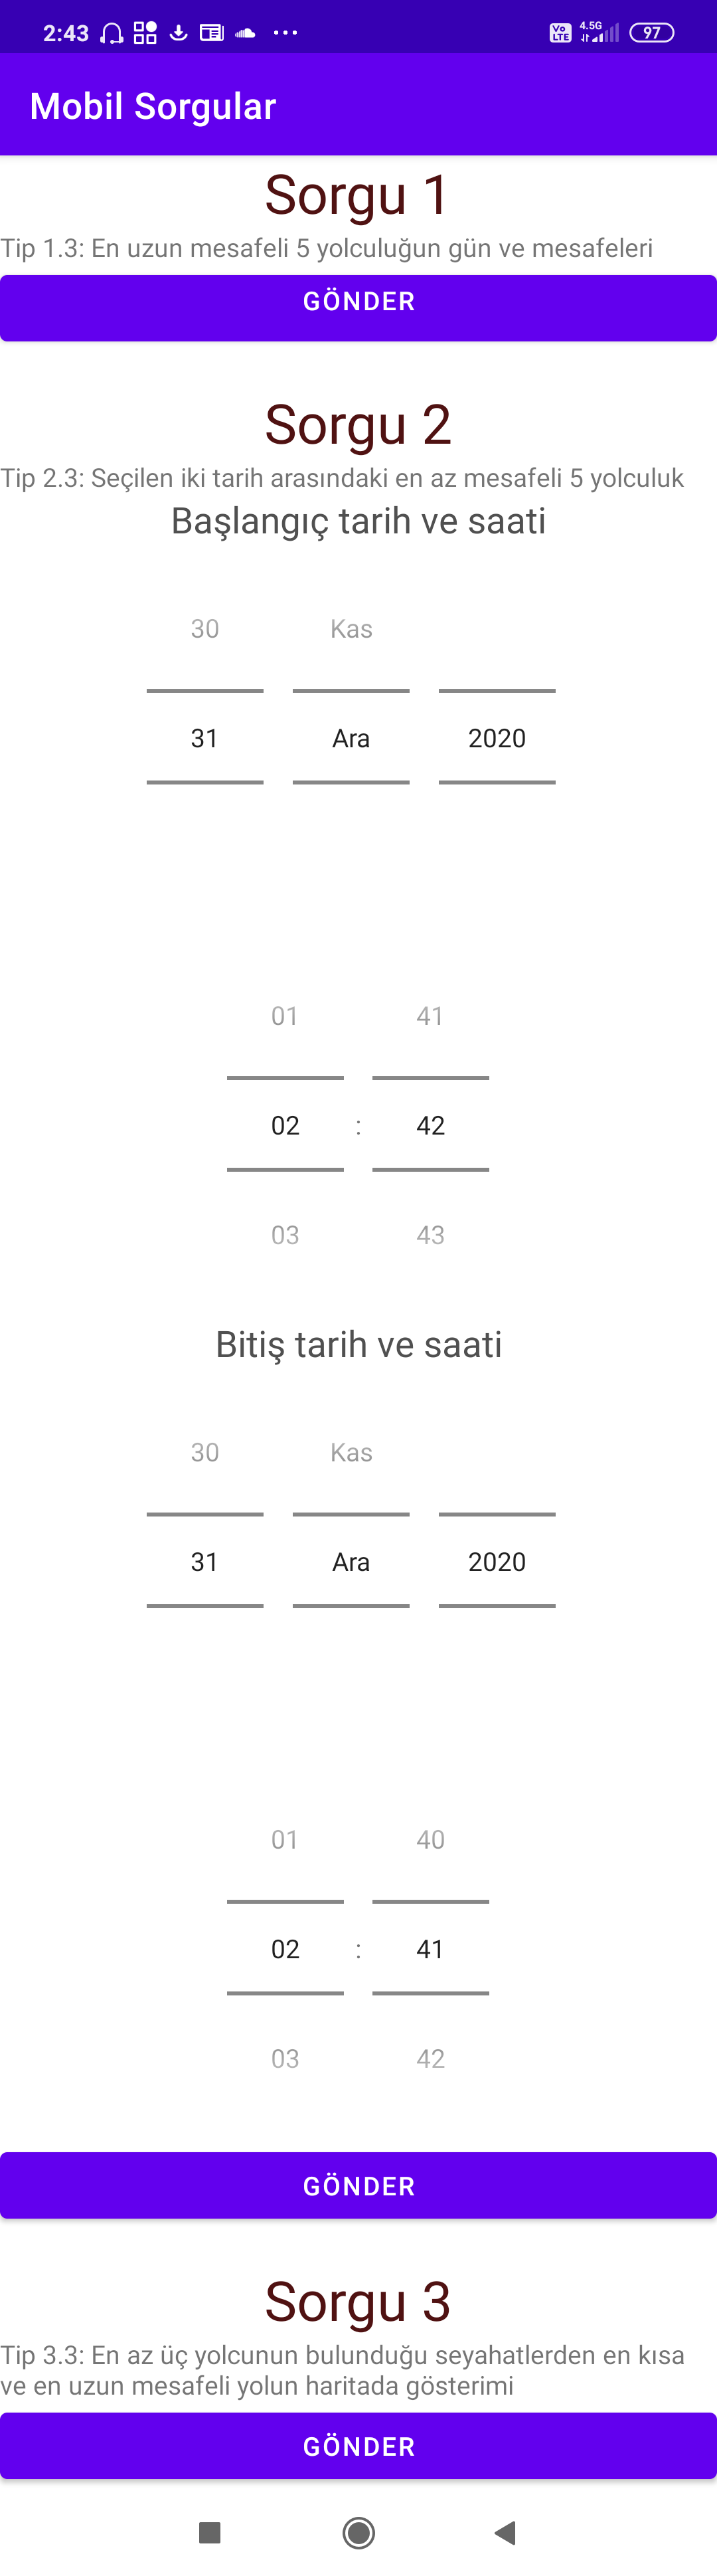 2:43 Vo LTE 4.5G 97
Mobil Sorgular
Sorgu 1
Tip 1.3: En uzun mesafeli 5 yolculuğun gün ve mesafeleri
GÖNDER
Sorgu 2
Tip 2.3: Seçilen iki tarih arasındaki en az mesafeli 5 yolculuk
Başlangıç tarih ve saati
30 Kas
31 Ara 2020
01 41
02 : 42
03 43
Bitiş tarih ve saati
30 Kas
31 Ara 2020
01 40
02 : 41
03 42
GÖNDER
Sorgu 3
Tip 3.3: En az üç yolcunun bulunduğu seyahatlerden en kısa
ve en uzun mesafeli yolun haritada gösterimi
GÖNDER